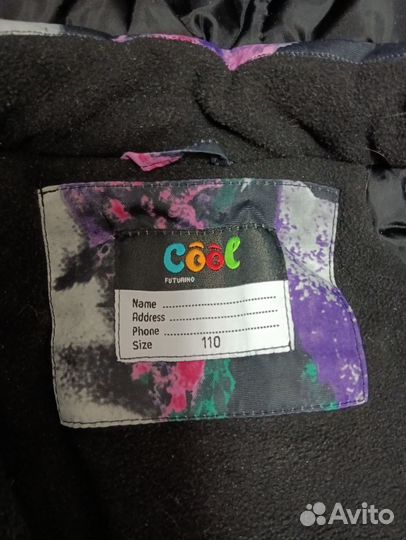 cool
FUTURINO
Name ........................
Address ........................
Phone ........................
Size 110
Avito